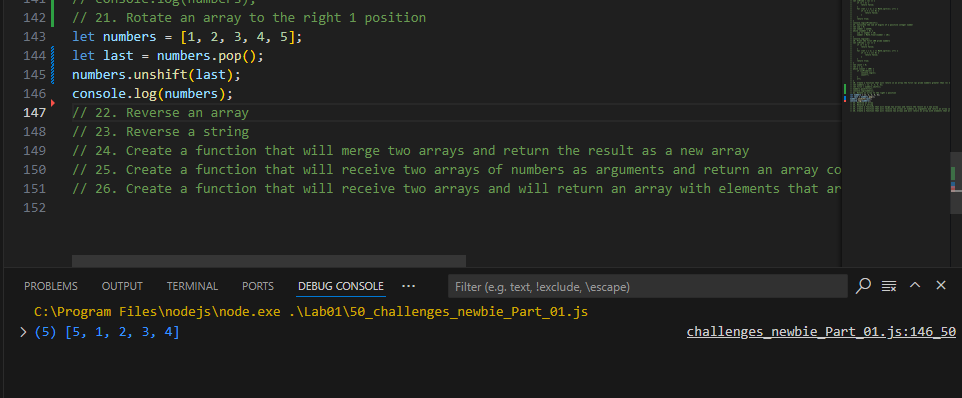 141 // console.log(numbers);
142 // 21. Rotate an array to the right 1 position
143 let numbers = [1, 2, 3, 4, 5];
144 let last = numbers.pop();
145 numbers.unshift(last);
146 console.log(numbers);
147 // 22. Reverse an array
148 // 23. Reverse a string
149 // 24. Create a function that will merge two arrays and return the result as a new array
150 // 25. Create a function that will receive two arrays of numbers as arguments and return an array co
151 // 26. Create a function that will receive two arrays and will return an array with elements that ar
152
PROBLEMS OUTPUT TERMINAL PORTS DEBUG CONSOLE ··· Filter (e.g. text, !exclude, \escape)
C:\Program Files\nodejs\node.exe .\Lab01\50_challenges_newbie_Part_01.js
(5) [5, 1, 2, 3, 4] challenges_newbie_Part_01.js:146_50